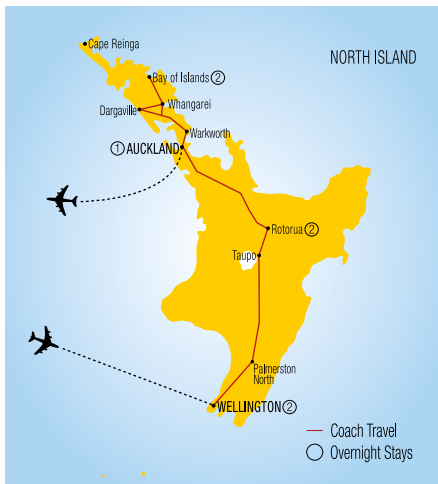 Cape Reinga
NORTH ISLAND
Bay of Islands 2
Whangarei
Dargaville
Warkworth
1 AUCKLAND
Rotorua 2
Taupo
Palmerston
North
WELLINGTON 2
Coach Travel
Overnight Stays